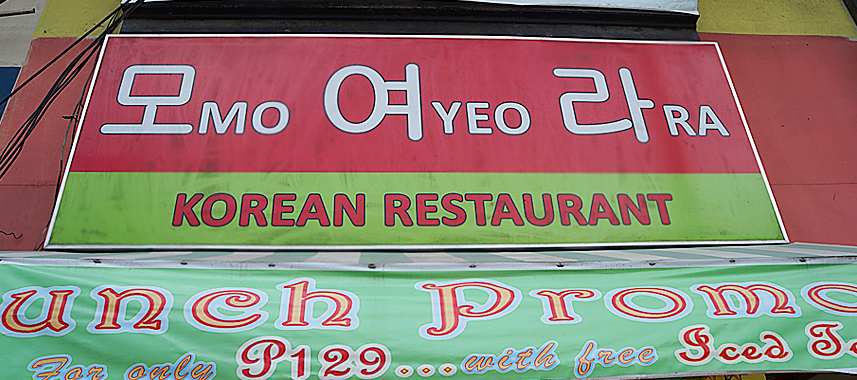 모MO 여YEO 라RA
KOREAN RESTAURANT
unch Promo
For only P129...with free Iced Te